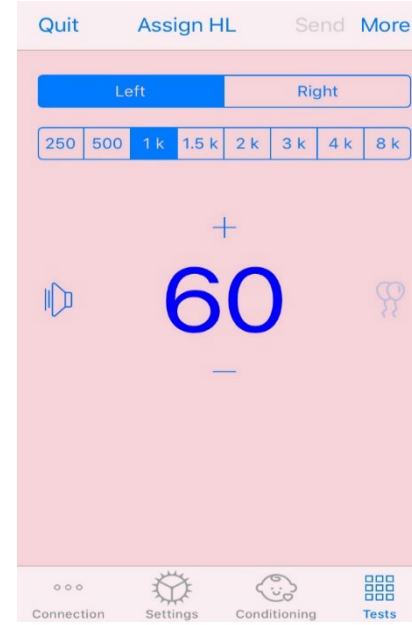 Quit Assign HL Send More
Left Right
250 500 1 k 1.5 k 2 k 3 k 4 k 8 k
+
60
—
Connection Settings Conditioning Tests